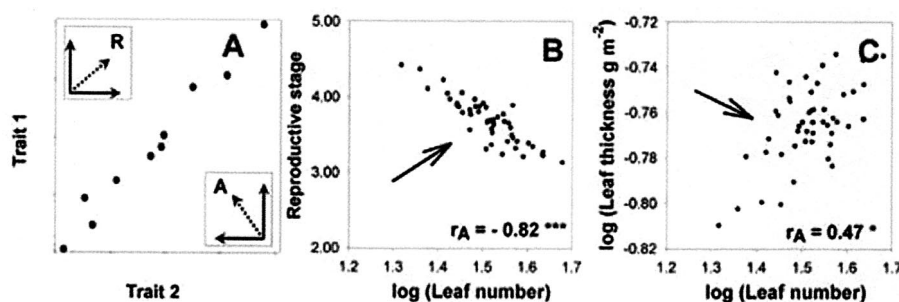 A
R
A
Trait 1
Trait 2
B
5.00
4.00
3.00
2.00
Reproductive stage
r_A = - 0.82 ***
1.2 1.3 1.4 1.5 1.6 1.7
log (Leaf number)
C
-0.72
-0.74
-0.76
-0.78
-0.80
-0.82
log (Leaf thickness g m⁻²)
r_A = 0.47 *
1.2 1.3 1.4 1.5 1.6 1.7
log (Leaf number)